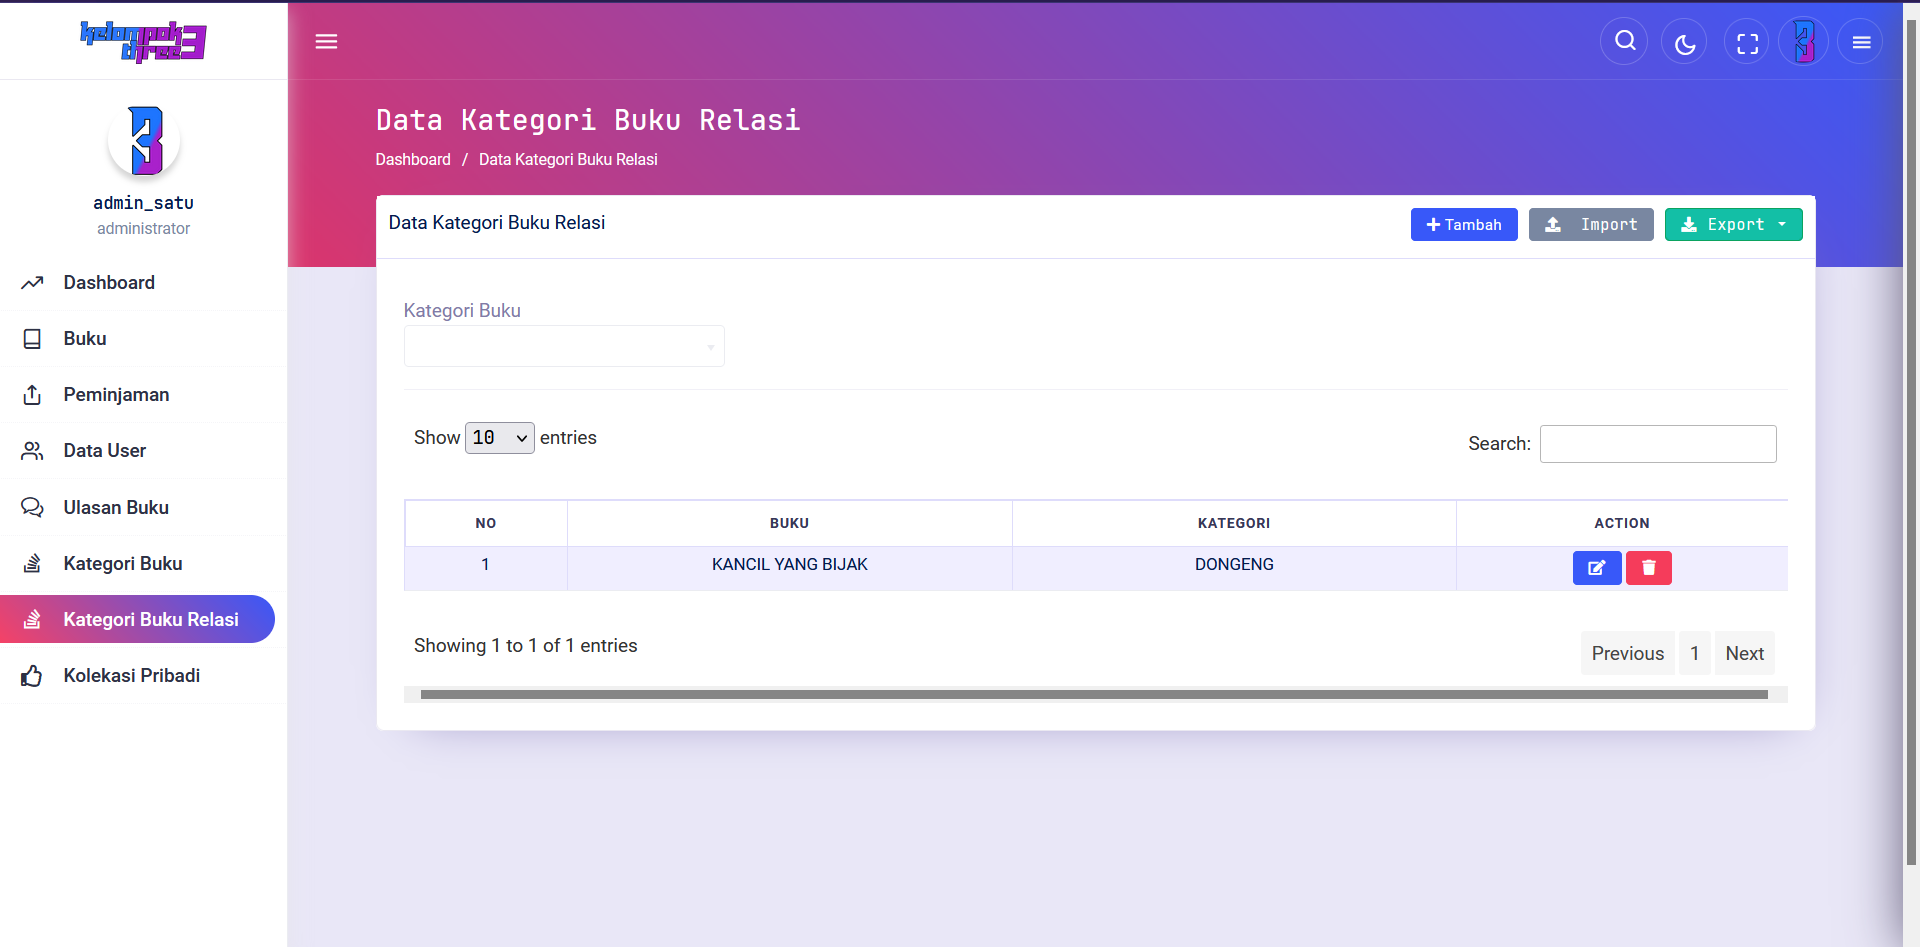 kelompok
three 3
admin_satu
administrator
Dashboard
Buku
Peminjaman
Data User
Ulasan Buku
Kategori Buku
Kategori Buku Relasi
Kolekasi Pribadi
Data Kategori Buku Relasi
Dashboard / Data Kategori Buku Relasi
Data Kategori Buku Relasi
Tambah Import Export
Kategori Buku
Show 10 entries
Search:
NO BUKU KATEGORI ACTION
1 KANCIL YANG BIJAK DONGENG
Showing 1 to 1 of 1 entries
Previous 1 Next